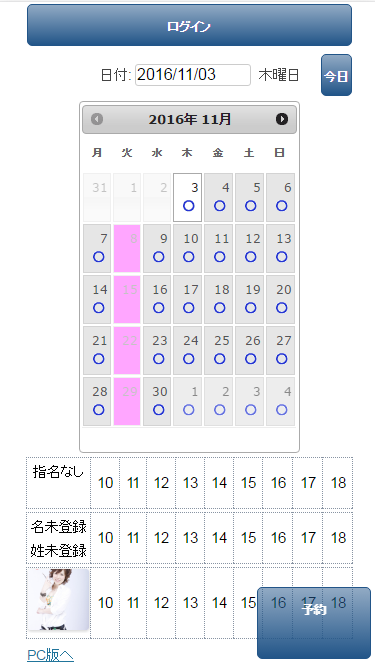 ログイン
日付: 2016/11/03 木曜日 今日
2016年 11月
月 火 水 木 金 土 日
31 1 2 3 4 5 6
7 8 9 10 11 12 13
14 15 16 17 18 19 20
21 22 23 24 25 26 27
28 29 30 1 2 3 4
指名なし 10 11 12 13 14 15 16 17 18
名未登録
姓未登録 10 11 12 13 14 15 16 17 18
10 11 12 13 14 15 16 17 18
予約
PC版へ